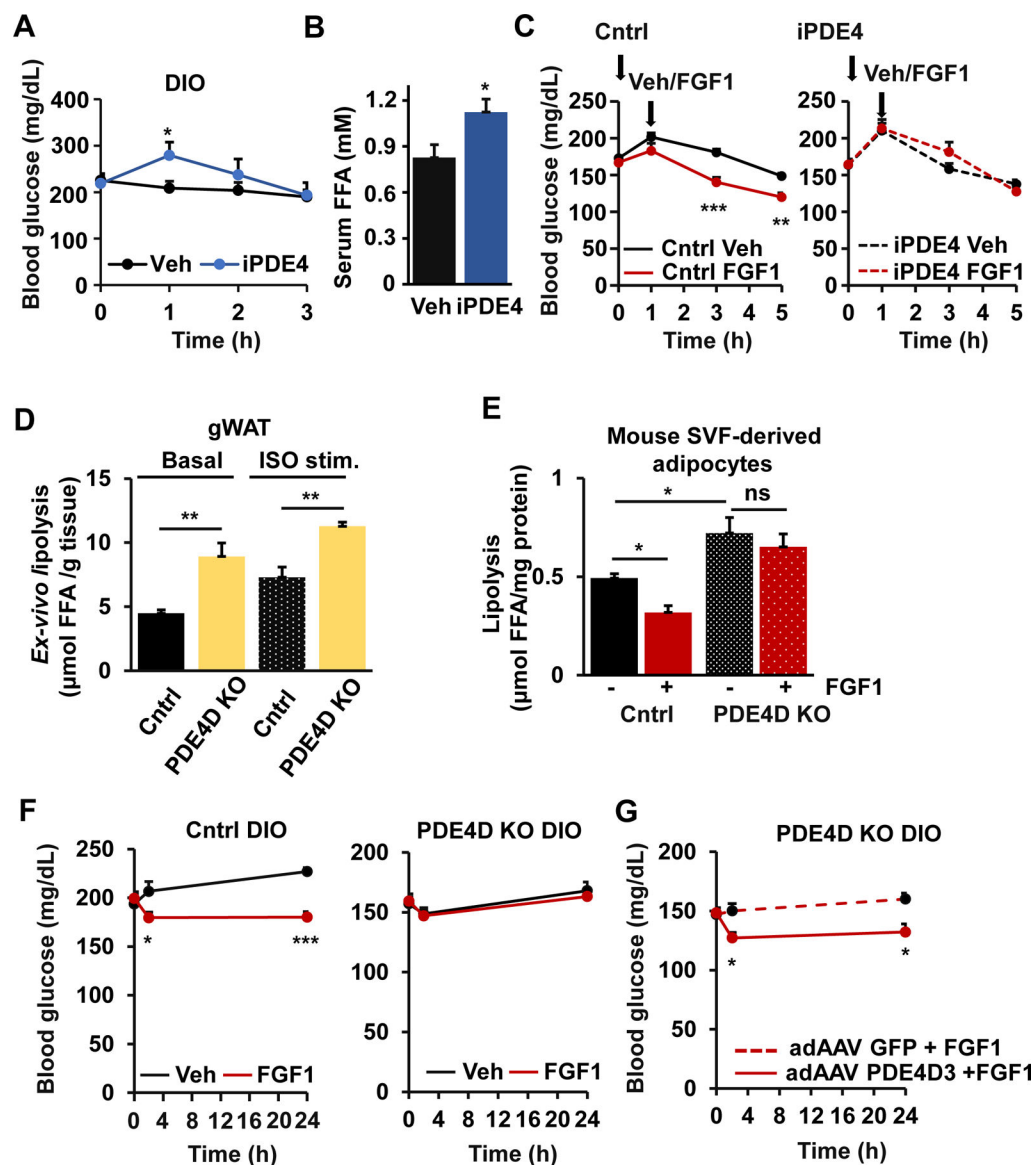 A
DIO
Blood glucose (mg/dL)
400
300
200
100
0
*
Veh
iPDE4
0 1 2 3
Time (h)
B
Serum FFA (mM)
1.2
0.9
0.6
0.3
0
*
Veh iPDE4
C
Cntrl
Veh/FGF1
Blood glucose (mg/dL)
250
200
150
100
50
0
***
**
Cntrl Veh
Cntrl FGF1
0 1 2 3 4 5
Time (h)
iPDE4
Veh/FGF1
250
200
150
100
50
0
iPDE4 Veh
iPDE4 FGF1
0 1 2 3 4 5
Time (h)
D
gWAT
Basal ISO stim.
Ex-vivo lipolysis
(µmol FFA /g tissue)
15
10
5
0
**
**
Cntrl
PDE4D KO
Cntrl
PDE4D KO
E
Mouse SVF-derived
adipocytes
Lipolysis
(µmol FFA/mg protein)
1
0.5
0
*
*
ns
- + - + FGF1
Cntrl PDE4D KO
F
Cntrl DIO
Blood glucose (mg/dL)
250
200
150
100
50
0
*
***
Veh FGF1
0 4 8 12 16 20 24
Time (h)
PDE4D KO DIO
200
150
100
50
0
Veh FGF1
0 4 8 12 16 20 24
Time (h)
G
PDE4D KO DIO
Blood glucose (mg/dL)
200
150
100
50
0
*
*
adAAV GFP + FGF1
adAAV PDE4D3 +FGF1
0 4 8 12 16 20 24
Time (h)